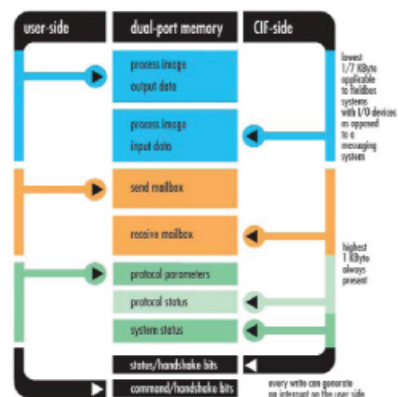 user-side
dual-port memory
CIF-side
process image
output data
process image
input data
send mailbox
receive mailbox
protocol parameters
protocol status
system status
status/handshake bits
command/handshake bits
lowest
1/7 KByte
applicable
to fieldbus
systems
with I/O devices
as opposed
to a
messaging
system
highest
1 KByte
always
present
every write can generate
an interrupt on the user side